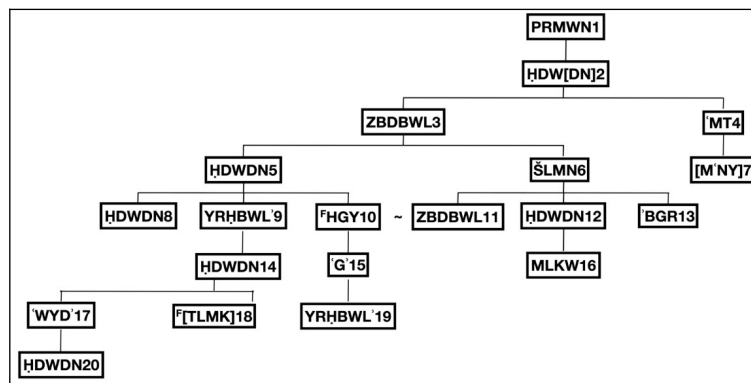 PRMWN1
ḤDW[DN]2
ZBDBWL3 ʿMT4
ḤDWDN5 ŠLMN6 [MʿNY]7
ḤDWDN8 YRḤBWLʾ9 ꟳHGY10 ~ ZBDBWL11 ḤDWDN12 ʾBGR13
ḤDWDN14 ʿGʾ15 MLKW16
ʿWYDʾ17 ꟳ[TLMK]18 YRḤBWLʾ19
ḤDWDN20